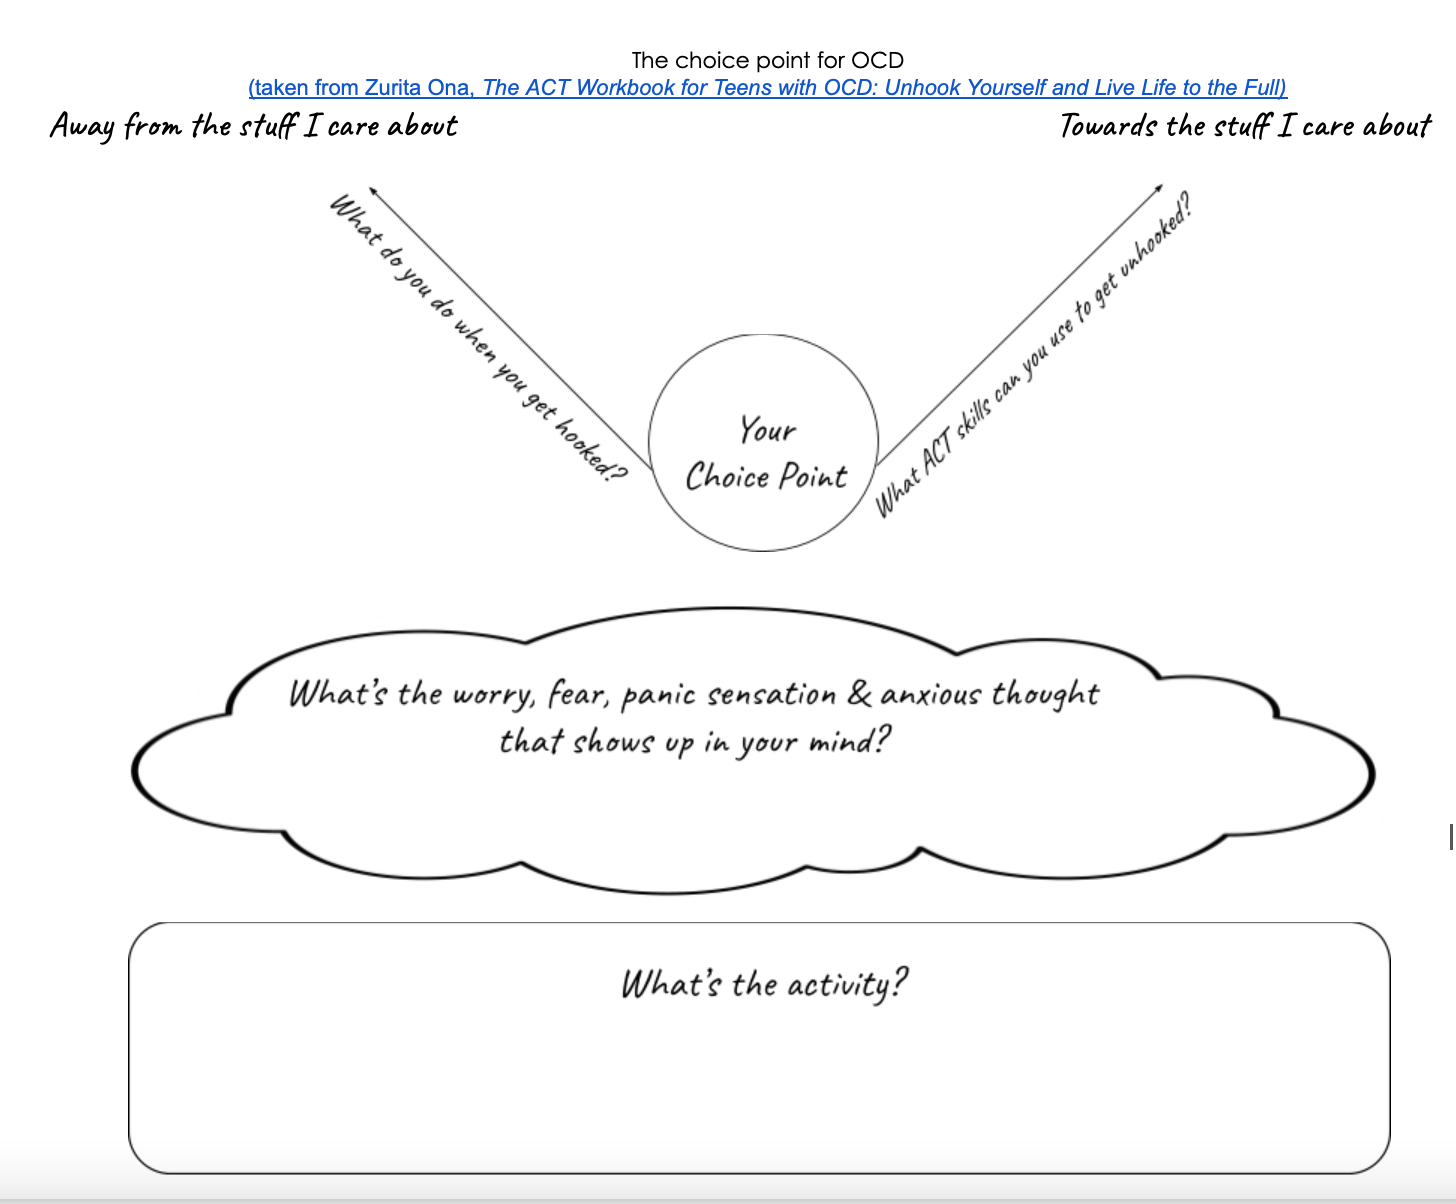 The choice point for OCD
(taken from Zurita Ona, The ACT Workbook for Teens with OCD: Unhook Yourself and Live Life to the Full)
Away from the stuff I care about
Towards the stuff I care about
What do you do when you get hooked?
What ACT skills can you use to get unhooked?
Your
Choice Point
What's the worry, fear, panic sensation & anxious thought
that shows up in your mind?
What's the activity?